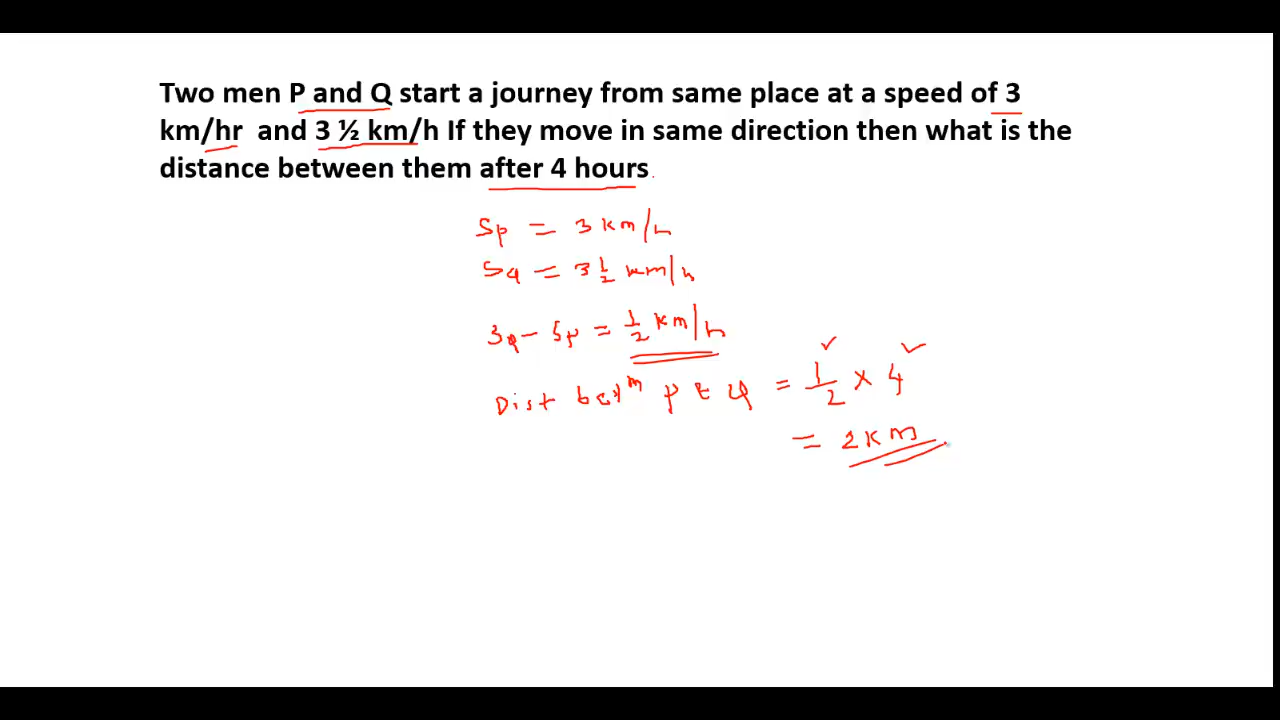 Two men P and Q start a journey from same place at a speed of 3
km/hr and 3 ½ km/h If they move in same direction then what is the
distance between them after 4 hours.
Sp = 3 km/h
Sq = 3 1/2 km/h
Sq - Sp = 1/2 km/h
Dist betn P & Q = 1/2 × 4
= 2 km